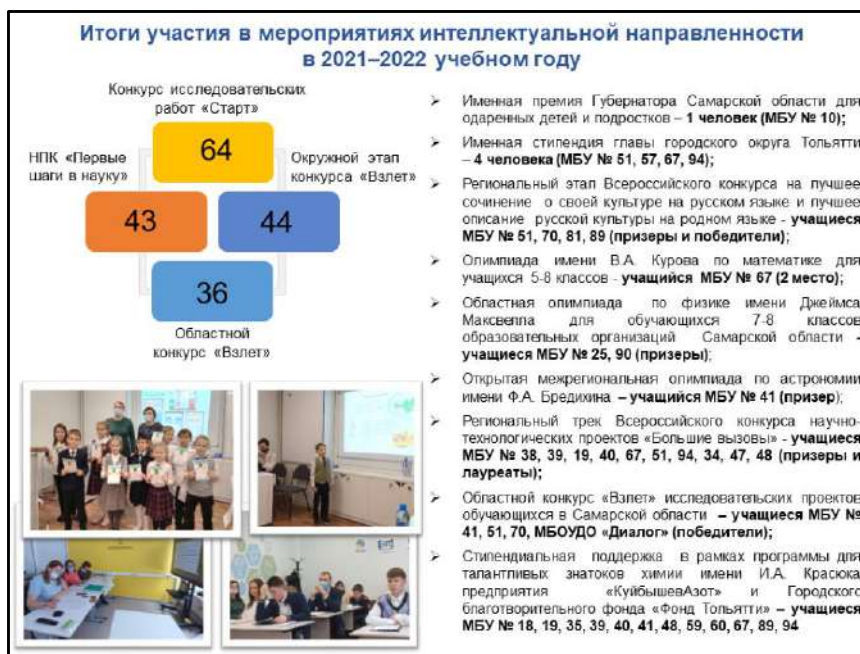 Итоги участия в мероприятиях интеллектуальной направленности
в 2021–2022 учебном году
Конкурс исследовательских
работ «Старт»
64
НПК «Первые
шаги в науку»
43
Окружной этап
конкурса «Взлет»
44
36
Областной
конкурс «Взлет»
➢ Именная премия Губернатора Самарской области для
одаренных детей и подростков – 1 человек (МБУ № 10);
➢ Именная стипендия главы городского округа Тольятти
– 4 человека (МБУ № 51, 57, 67, 94);
➢ Региональный этап Всероссийского конкурса на лучшее
сочинение о своей культуре на русском языке и лучшее
описание русской культуры на родном языке - учащиеся
МБУ № 51, 70, 81, 89 (призеры и победители);
➢ Олимпиада имени В.А. Курова по математике для
учащихся 5-8 классов - учащийся МБУ № 67 (2 место);
➢ Областная олимпиада по физике имени Джеймса
Максвелла для обучающихся 7-8 классов
образовательных организаций Самарской области –
учащиеся МБУ № 25, 90 (призеры);
➢ Открытая межрегиональная олимпиада по астрономии
имени Ф.А. Бредихина – учащийся МБУ № 41 (призер);
➢ Региональный трек Всероссийского конкурса научно-
технологических проектов «Большие вызовы» - учащиеся
МБУ № 38, 39, 19, 40, 67, 51, 94, 34, 47, 48 (призеры и
лауреаты);
➢ Областной конкурс «Взлет» исследовательских проектов
обучающихся в Самарской области – учащиеся МБУ №
41, 51, 70, МБОУДО «Диалог» (победители);
➢ Стипендиальная поддержка в рамках программы для
талантливых знатоков химии имени И.А. Красюка
предприятия «КуйбышевАзот» и Городского
благотворительного фонда «Фонд Тольятти» – учащиеся
МБУ № 18, 19, 35, 39, 40, 41, 48, 59, 60, 67, 89, 94